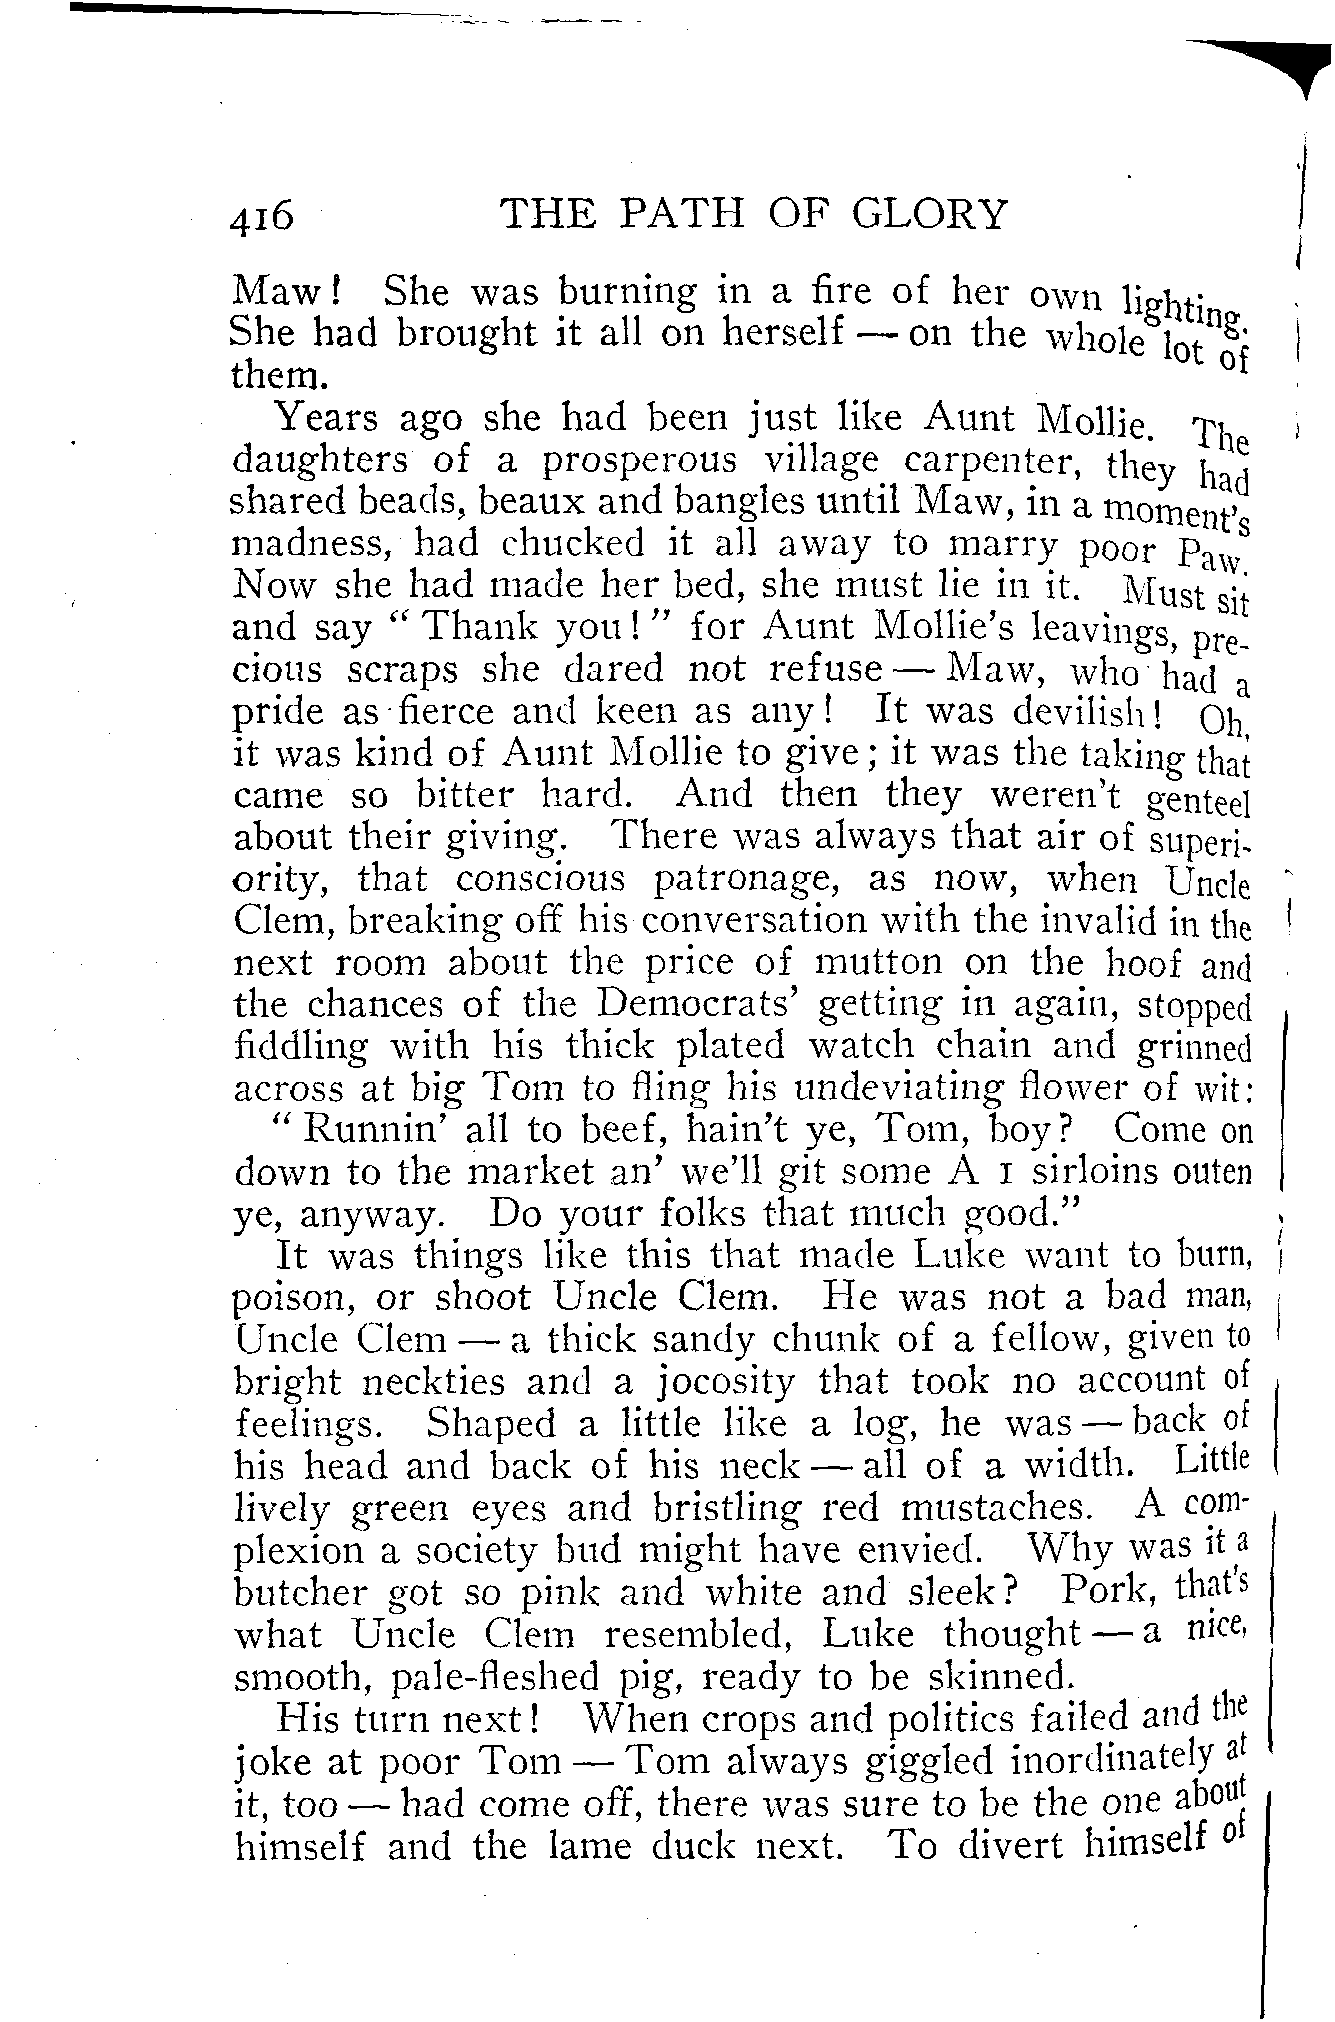 416 THE PATH OF GLORY
Maw! She was burning in a fire of her own lighting.
She had brought it all on herself — on the whole lot of
them.
Years ago she had been just like Aunt Mollie. The
daughters of a prosperous village carpenter, they had
shared beads, beaux and bangles until Maw, in a moment's
madness, had chucked it all away to marry poor Paw.
Now she had made her bed, she must lie in it. Must sit
and say " Thank you! " for Aunt Mollie's leavings, pre-
cious scraps she dared not refuse — Maw, who had a
pride as fierce and keen as any! It was devilish! Oh,
it was kind of Aunt Mollie to give; it was the taking that
came so bitter hard. And then they weren't genteel
about their giving. There was always that air of superi-
ority, that conscious patronage, as now, when Uncle
Clem, breaking off his conversation with the invalid in the
next room about the price of mutton on the hoof and
the chances of the Democrats' getting in again, stopped
fiddling with his thick plated watch chain and grinned
across at big Tom to fling his undeviating flower of wit:
" Runnin' all to beef, hain't ye, Tom, boy? Come on
down to the market an' we'll git some A 1 sirloins outen
ye, anyway. Do your folks that much good."
It was things like this that made Luke want to burn,
poison, or shoot Uncle Clem. He was not a bad man,
Uncle Clem — a thick sandy chunk of a fellow, given to
bright neckties and a jocosity that took no account of
feelings. Shaped a little like a log, he was — back of
his head and back of his neck — all of a width. Little
lively green eyes and bristling red mustaches. A com-
plexion a society bud might have envied. Why was it a
butcher got so pink and white and sleek? Pork, that's
what Uncle Clem resembled, Luke thought — a nice,
smooth, pale-fleshed pig, ready to be skinned.
His turn next! When crops and politics failed and the
joke at poor Tom — Tom always giggled inordinately at
it, too — had come off, there was sure to be the one about
himself and the lame duck next. To divert himself of